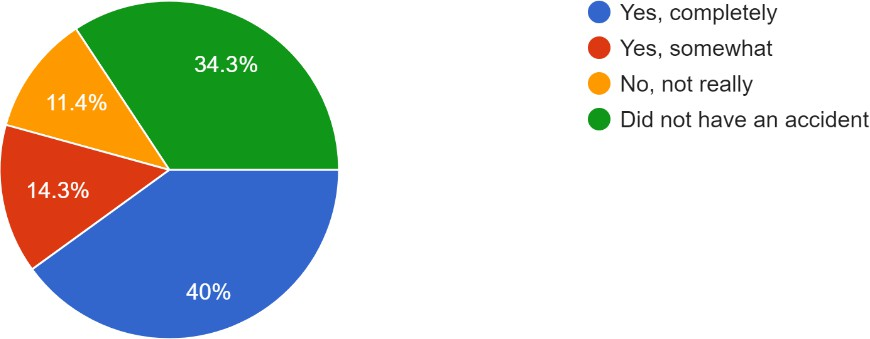 34.3%
11.4%
14.3%
40%
Yes, completely
Yes, somewhat
No, not really
Did not have an accident